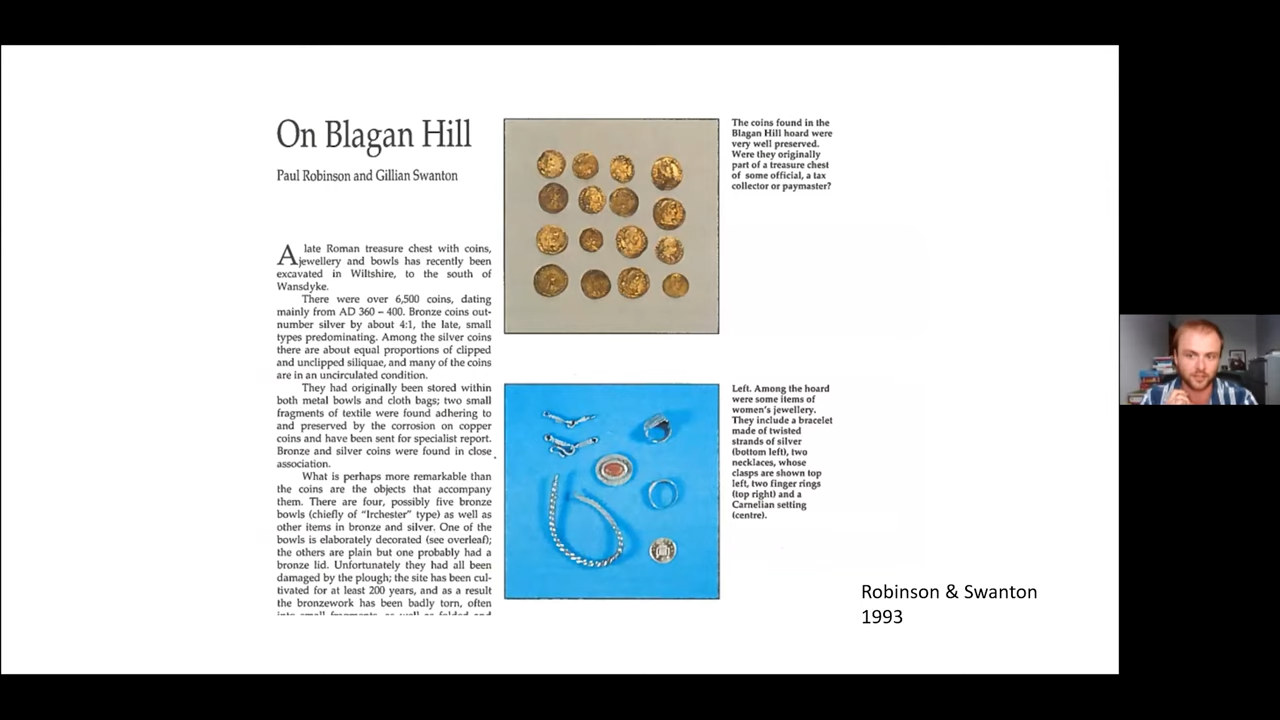 On Blagan Hill
Paul Robinson and Gillian Swanton
A late Roman treasure chest with coins,
jewellery and bowls has recently been
excavated in Wiltshire, to the south of
Wansdyke.
There were over 6,500 coins, dating
mainly from AD 360 – 400. Bronze coins out-
number silver by about 4:1, the late, small
types predominating. Among the silver coins
there are about equal proportions of clipped
and unclipped siliquae, and many of the coins
are in an uncirculated condition.
They had originally been stored within
both metal bowls and cloth bags; two small
fragments of textile were found adhering to
and preserved by the corrosion on copper
coins and have been sent for specialist report.
Bronze and silver coins were found in close
association.
What is perhaps more remarkable than
the coins are the objects that accompany
them. There are four, possibly five bronze
bowls (chiefly of "Irchester" type) as well as
other items in bronze and silver. One of the
bowls is elaborately decorated (see overleaf);
the others are plain but one probably had a
bronze lid. Unfortunately they had all been
damaged by the plough; the site has been cul-
tivated for at least 200 years, and as a result
the bronzework has been badly torn, often
into small fragments, as well as folded and
The coins found in the
Blagan Hill hoard were
very well preserved.
Were they originally
part of a treasure chest
of some official, a tax
collector or paymaster?
Left. Among the hoard
were some items of
women's jewellery.
They include a bracelet
made of twisted
strands of silver
(bottom left), two
necklaces, whose
clasps are shown top
left, two finger rings
(top right) and a
Carnelian setting
(centre).
Robinson & Swanton
1993